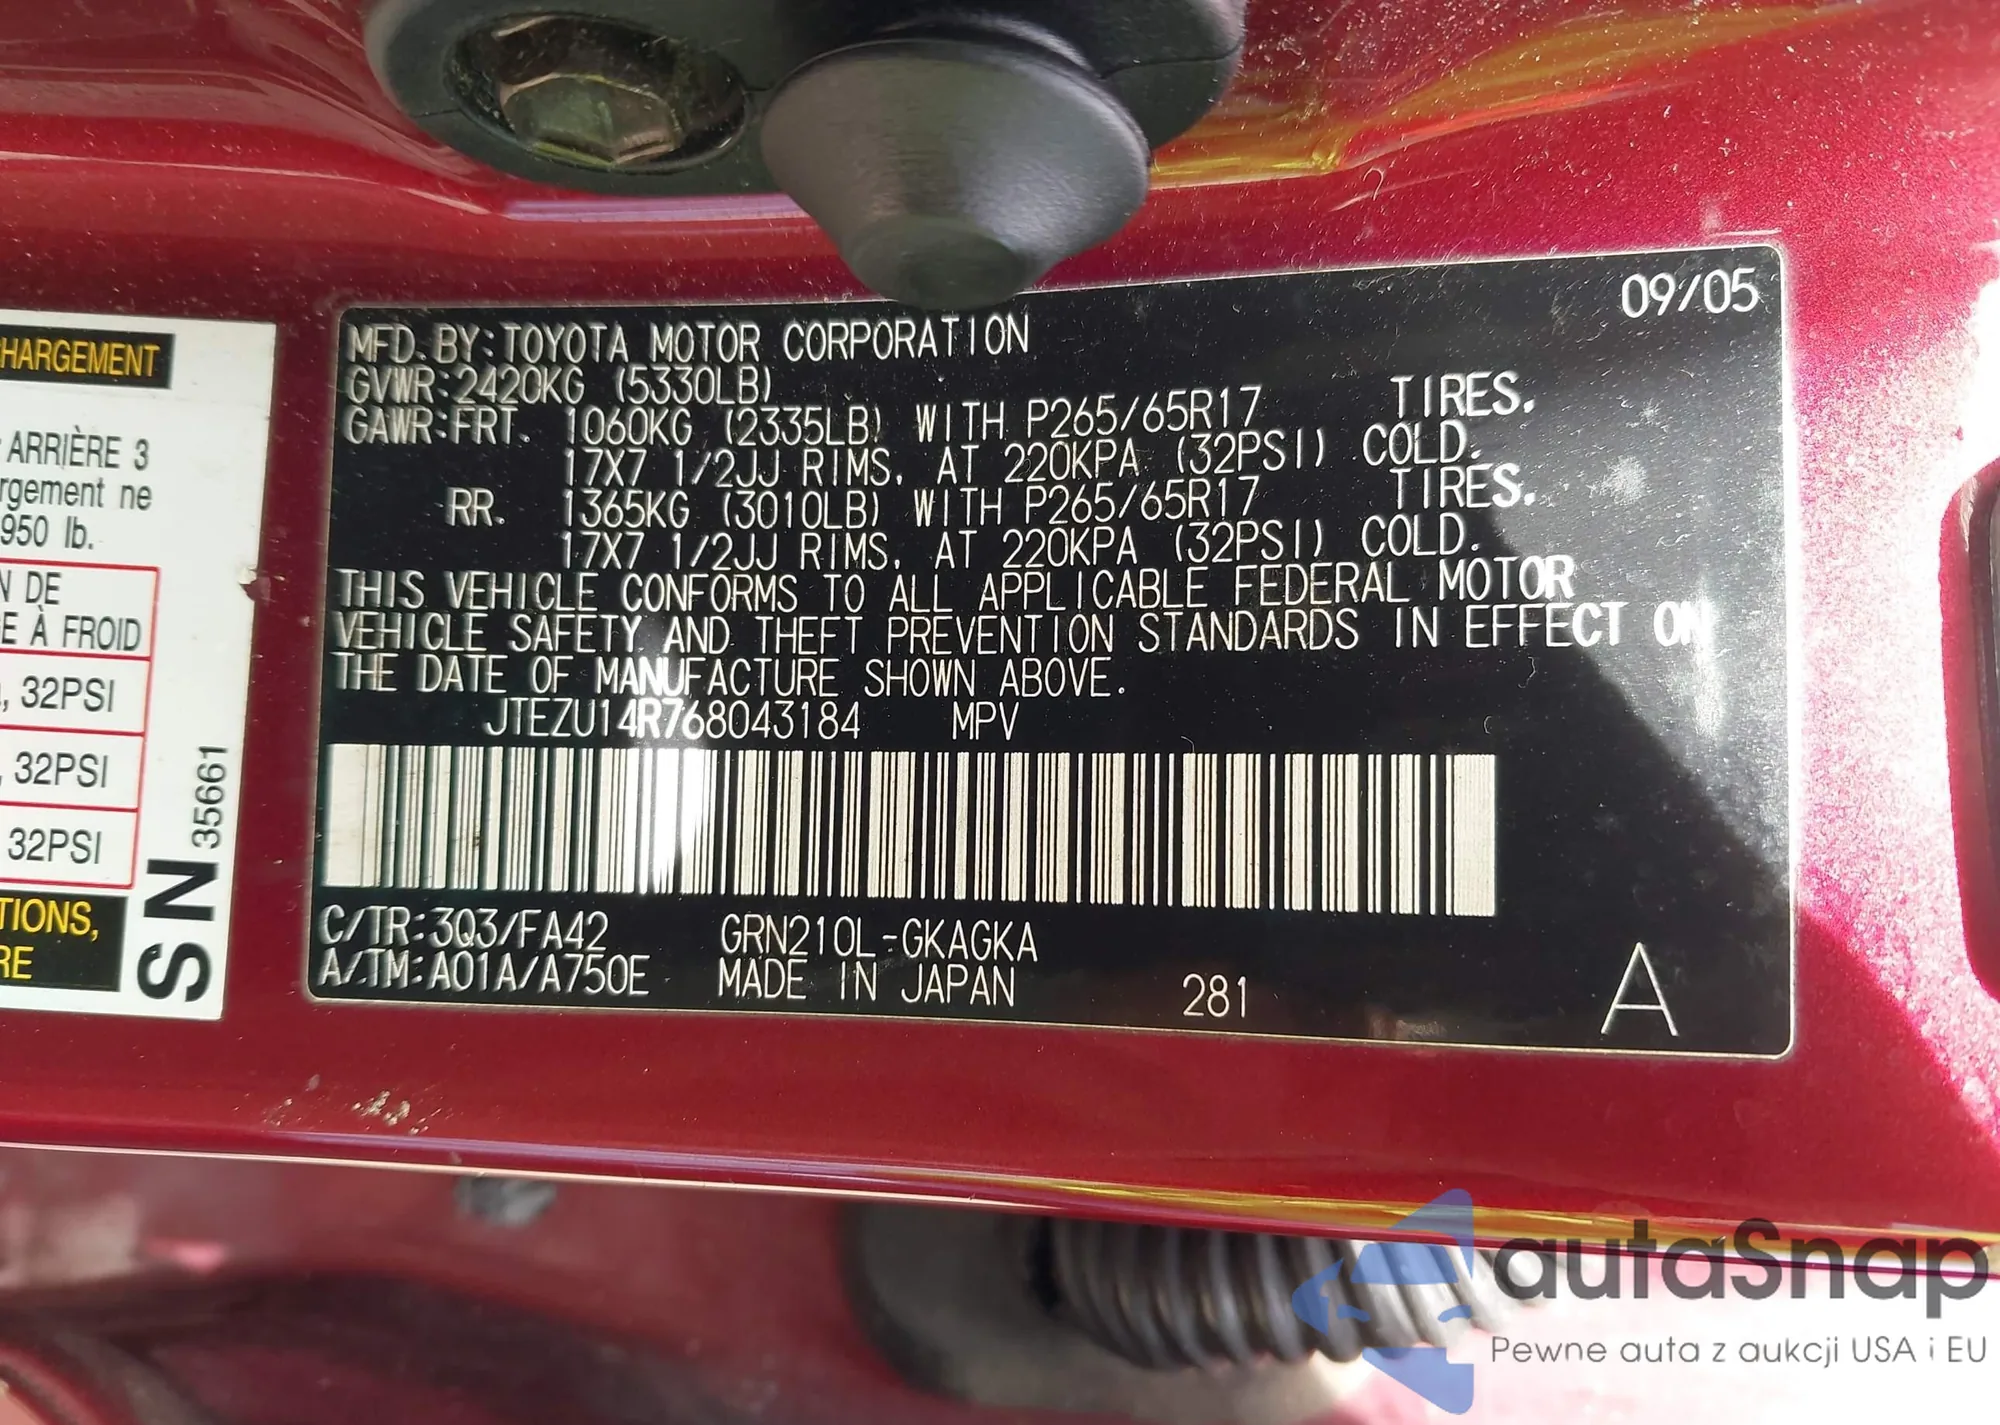 HARGEMENT
ARRIÈRE 3
rgement ne
950 lb.
N DE
E À FROID
, 32PSI
, 32PSI
32PSI
TIONS,
RE
SN 35661
09/05
MFD. BY:TOYOTA MOTOR CORPORATION
GVWR:2420KG (5330LB)
GAWR:FRT. 1060KG (2335LB) WITH P265/65R17 TIRES.
17X7 1/2JJ RIMS, AT 220KPA (32PSI) COLD.
RR. 1365KG (3010LB) WITH P265/65R17 TIRES.
17X7 1/2JJ RIMS, AT 220KPA (32PSI) COLD.
THIS VEHICLE CONFORMS TO ALL APPLICABLE FEDERAL MOTOR
VEHICLE SAFETY AND THEFT PREVENTION STANDARDS IN EFFECT ON
THE DATE OF MANUFACTURE SHOWN ABOVE.
JTEZU14R768043184 MPV
C/TR:3Q3/FA42 GRN210L-GKAGKA
A/TM:A01A/A750E MADE IN JAPAN 281 A
autaSnap
Pewne auta z aukcji USA i EU